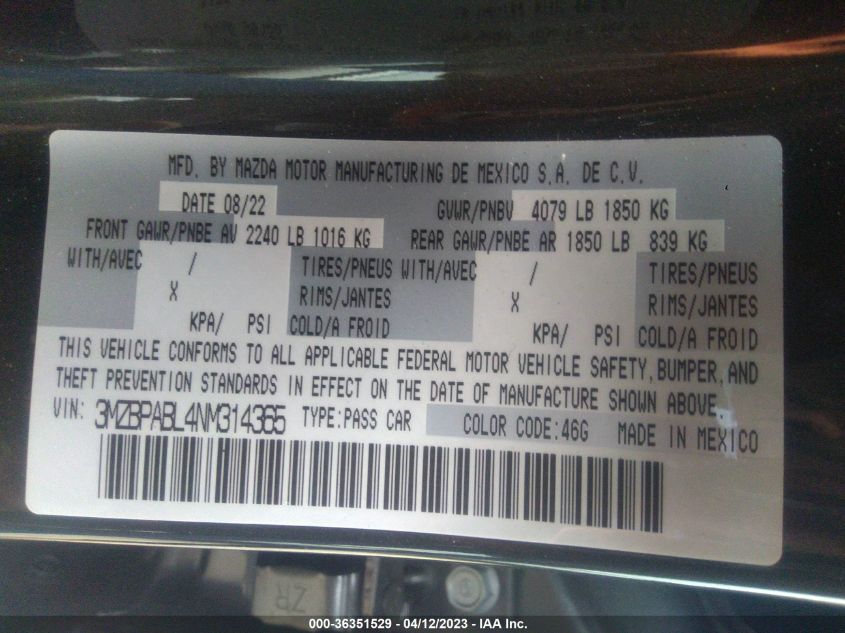 MFD. BY MAZDA MOTOR MANUFACTURING DE MEXICO S.A. DE C.V.
DATE 08/22 GVWR/PNBV 4079 LB 1850 KG
FRONT GAWR/PNBE AV 2240 LB 1016 KG REAR GAWR/PNBE AR 1850 LB 839 KG
WITH/AVEC / TIRES/PNEUS WITH/AVEC / TIRES/PNEUS
X RIMS/JANTES X RIMS/JANTES
KPA/ PSI COLD/A FROID KPA/ PSI COLD/A FROID
THIS VEHICLE CONFORMS TO ALL APPLICABLE FEDERAL MOTOR VEHICLE SAFETY, BUMPER, AND
THEFT PREVENTION STANDARDS IN EFFECT ON THE DATE OF MANUFACTURE SHOWN ABOVE.
VIN: 3MZBPABL4NM314365 TYPE:PASS CAR COLOR CODE:46G MADE IN MEXICO
ZR
000-36351529 - 04/12/2023 - IAA Inc.